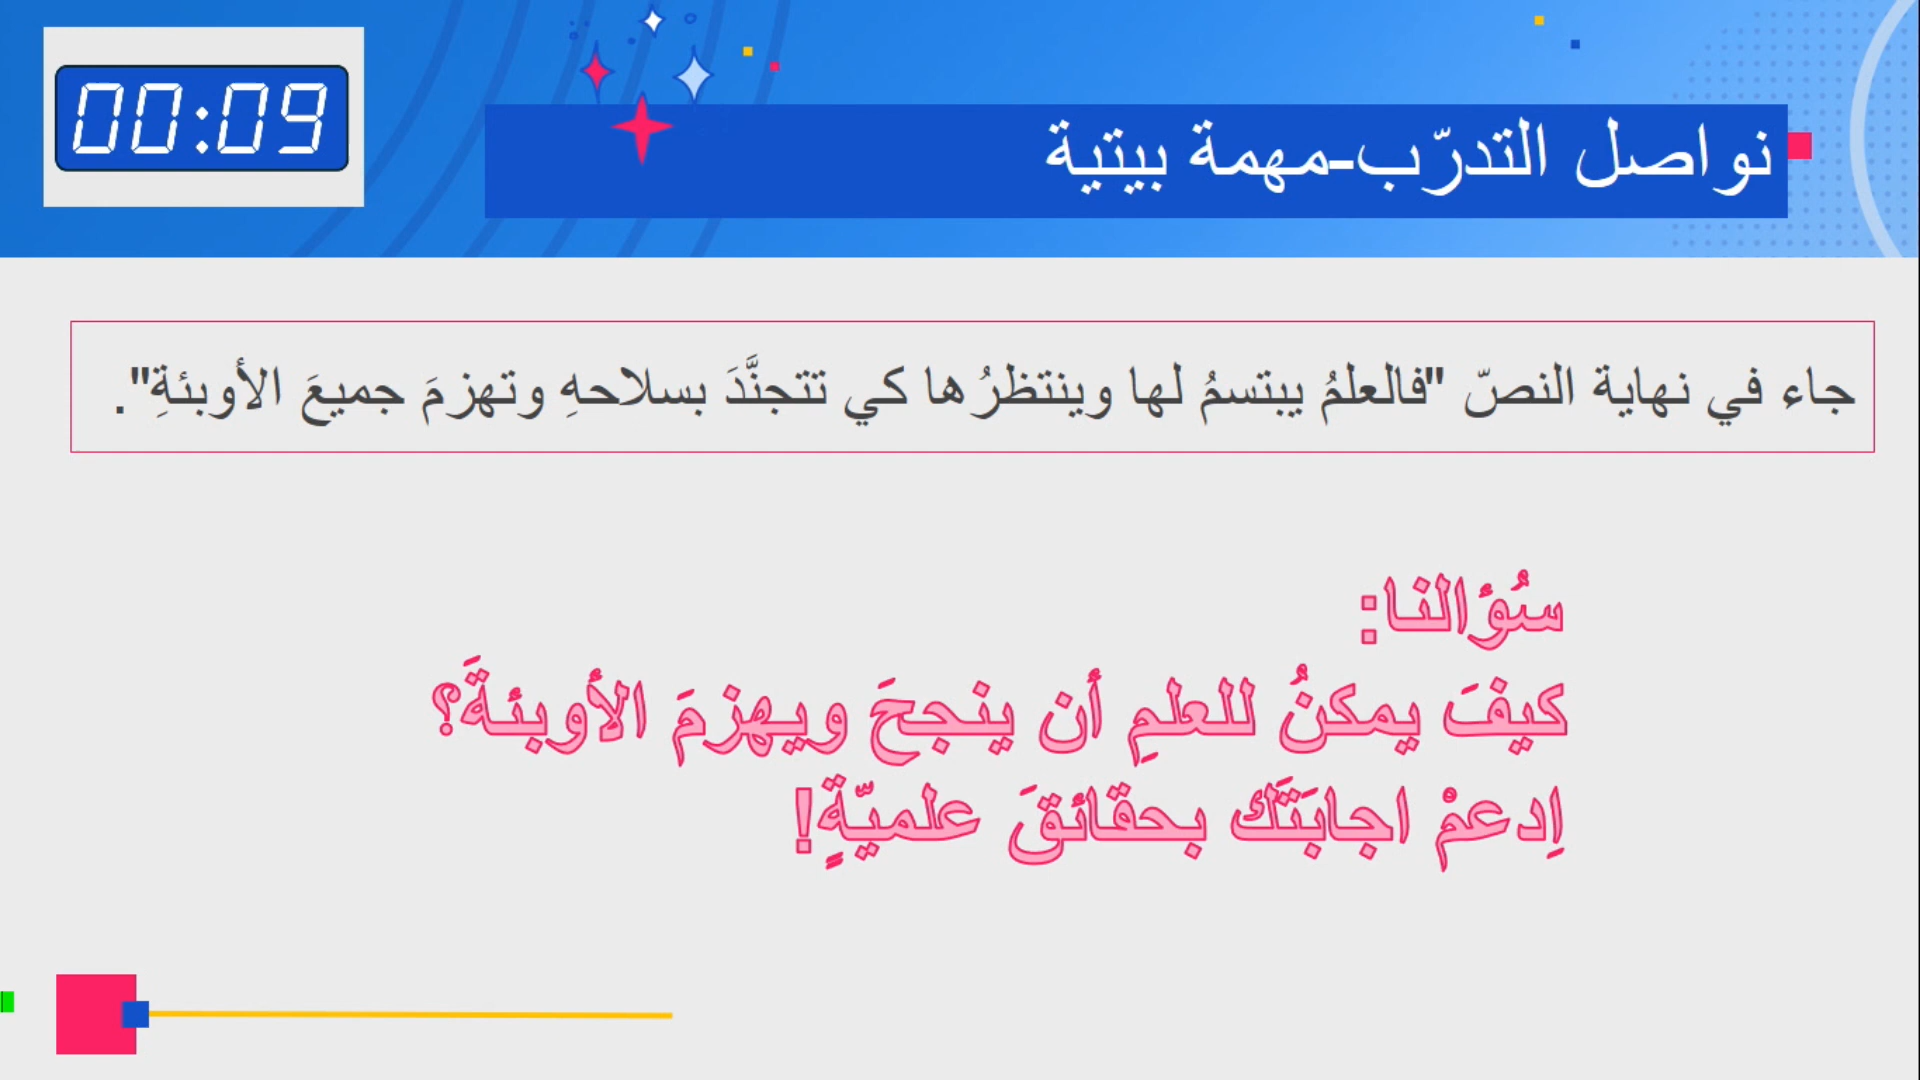 00:09
نواصل التدرّب-مهمة بيتية
جاء في نهاية النصّ "فالعلمُ يبتسمُ لها وينتظرُها كي تتجنَّدَ بسلاحهِ وتهزمَ جميعَ الأوبئةِ".
سُؤالنا:
كيفَ يمكنُ للعلمِ أن ينجحَ ويهزمَ الأوبئةَ؟
اِدعمْ اجابَتَك بحقائقَ علميّةٍ!